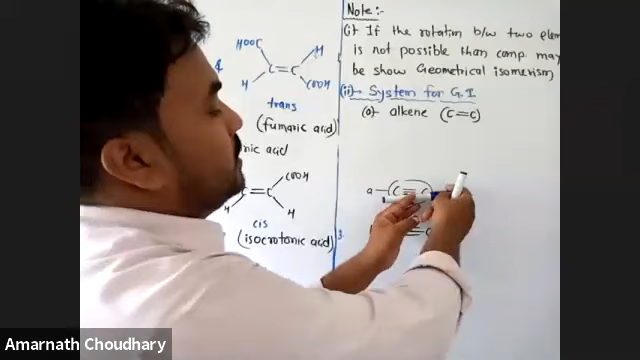 HOOC H
C=C
H COOH
trans
(fumaric acid)
nic acid
COOH
C=C
H H
cis
(isocrotonic acid)
Note:-
(i) If the rotation b/w two elem
is not possible than comp. may
be show Geometrical isomerism
(ii) → System for G.I
(a) alkene (C=C)
a C=C
3.
Amarnath Choudhary